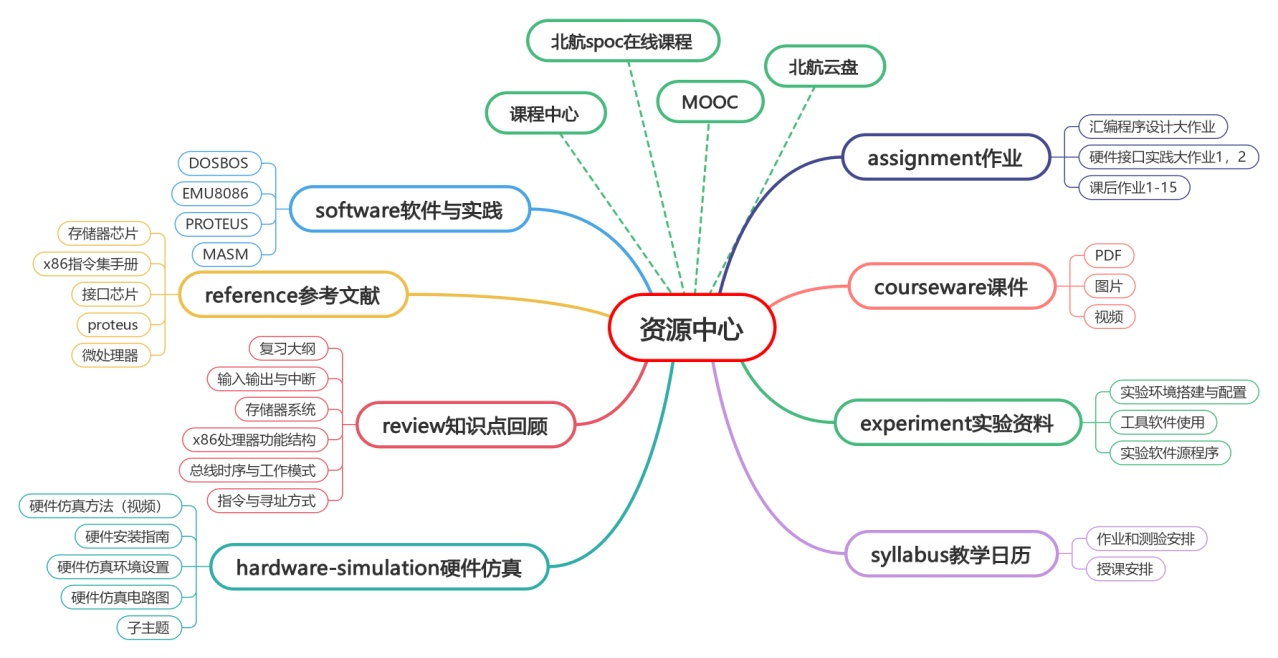 北航spoc在线课程
北航云盘
课程中心
MOOC
资源中心
assignment作业
汇编程序设计大作业
硬件接口实践大作业1，2
课后作业1-15
courseware课件
PDF
图片
视频
experiment实验资料
实验环境搭建与配置
工具软件使用
实验软件源程序
syllabus教学日历
作业和测验安排
授课安排
software软件与实践
DOSBOS
EMU8086
PROTEUS
MASM
reference参考文献
存储器芯片
x86指令集手册
接口芯片
proteus
微处理器
review知识点回顾
复习大纲
输入输出与中断
存储器系统
x86处理器功能结构
总线时序与工作模式
指令与寻址方式
hardware-simulation硬件仿真
硬件仿真方法（视频）
硬件安装指南
硬件仿真环境设置
硬件仿真电路图
子主题